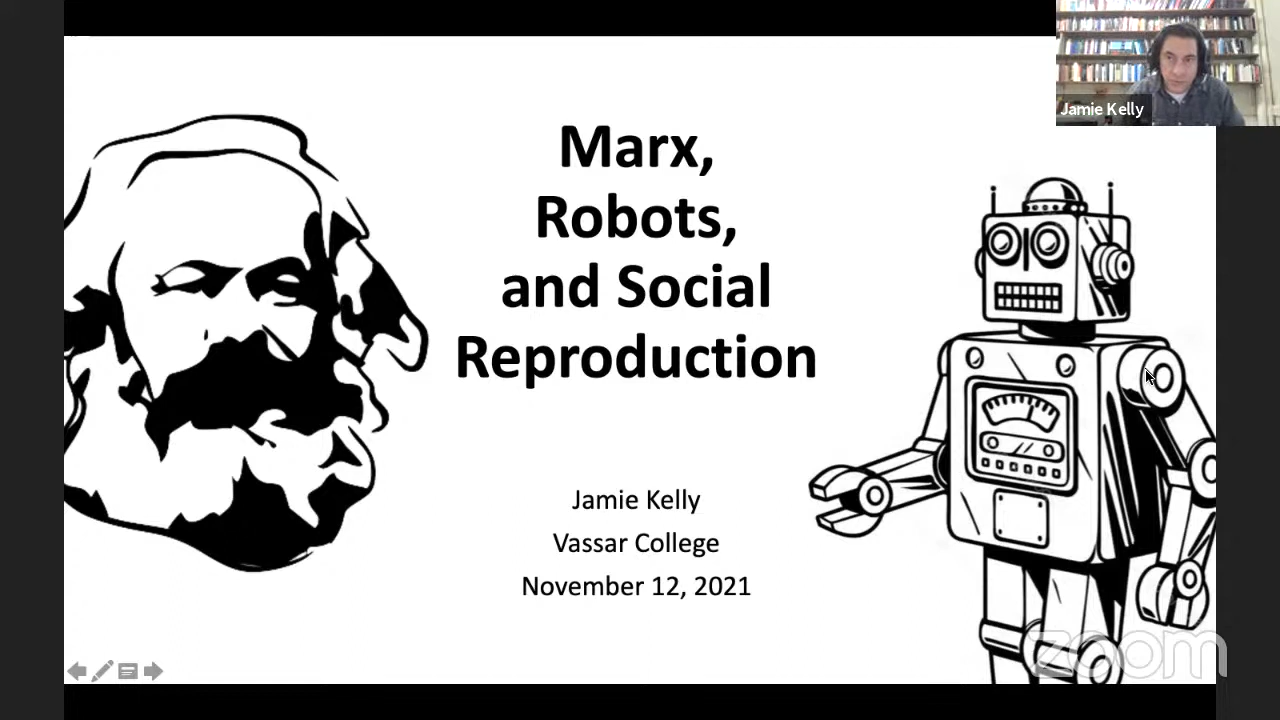 Jamie Kelly
Marx,
Robots,
and Social
Reproduction
Jamie Kelly
Vassar College
November 12, 2021
zoom